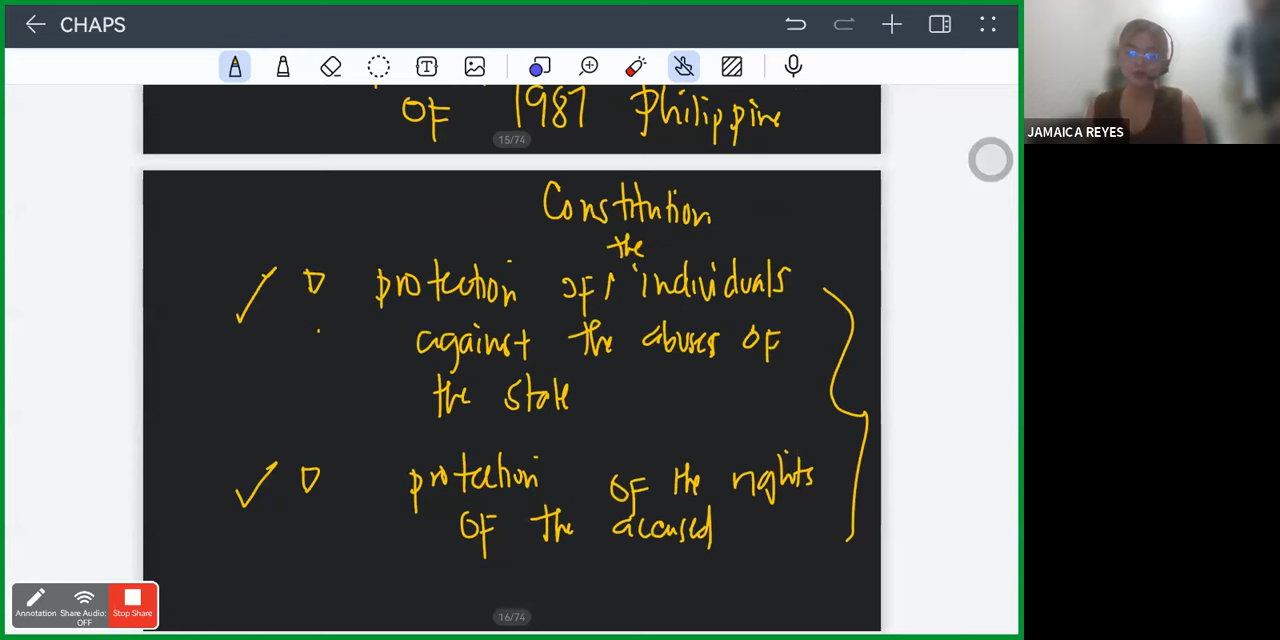 CHAPS
OF 1987 Philippine
15/74
Constitution
the
protection of individuals
against the abuses of
the state
protection of the rights
OF the accused
16/74
Annotation
Share Audio: OFF
Stop Share
JAMAICA REYES